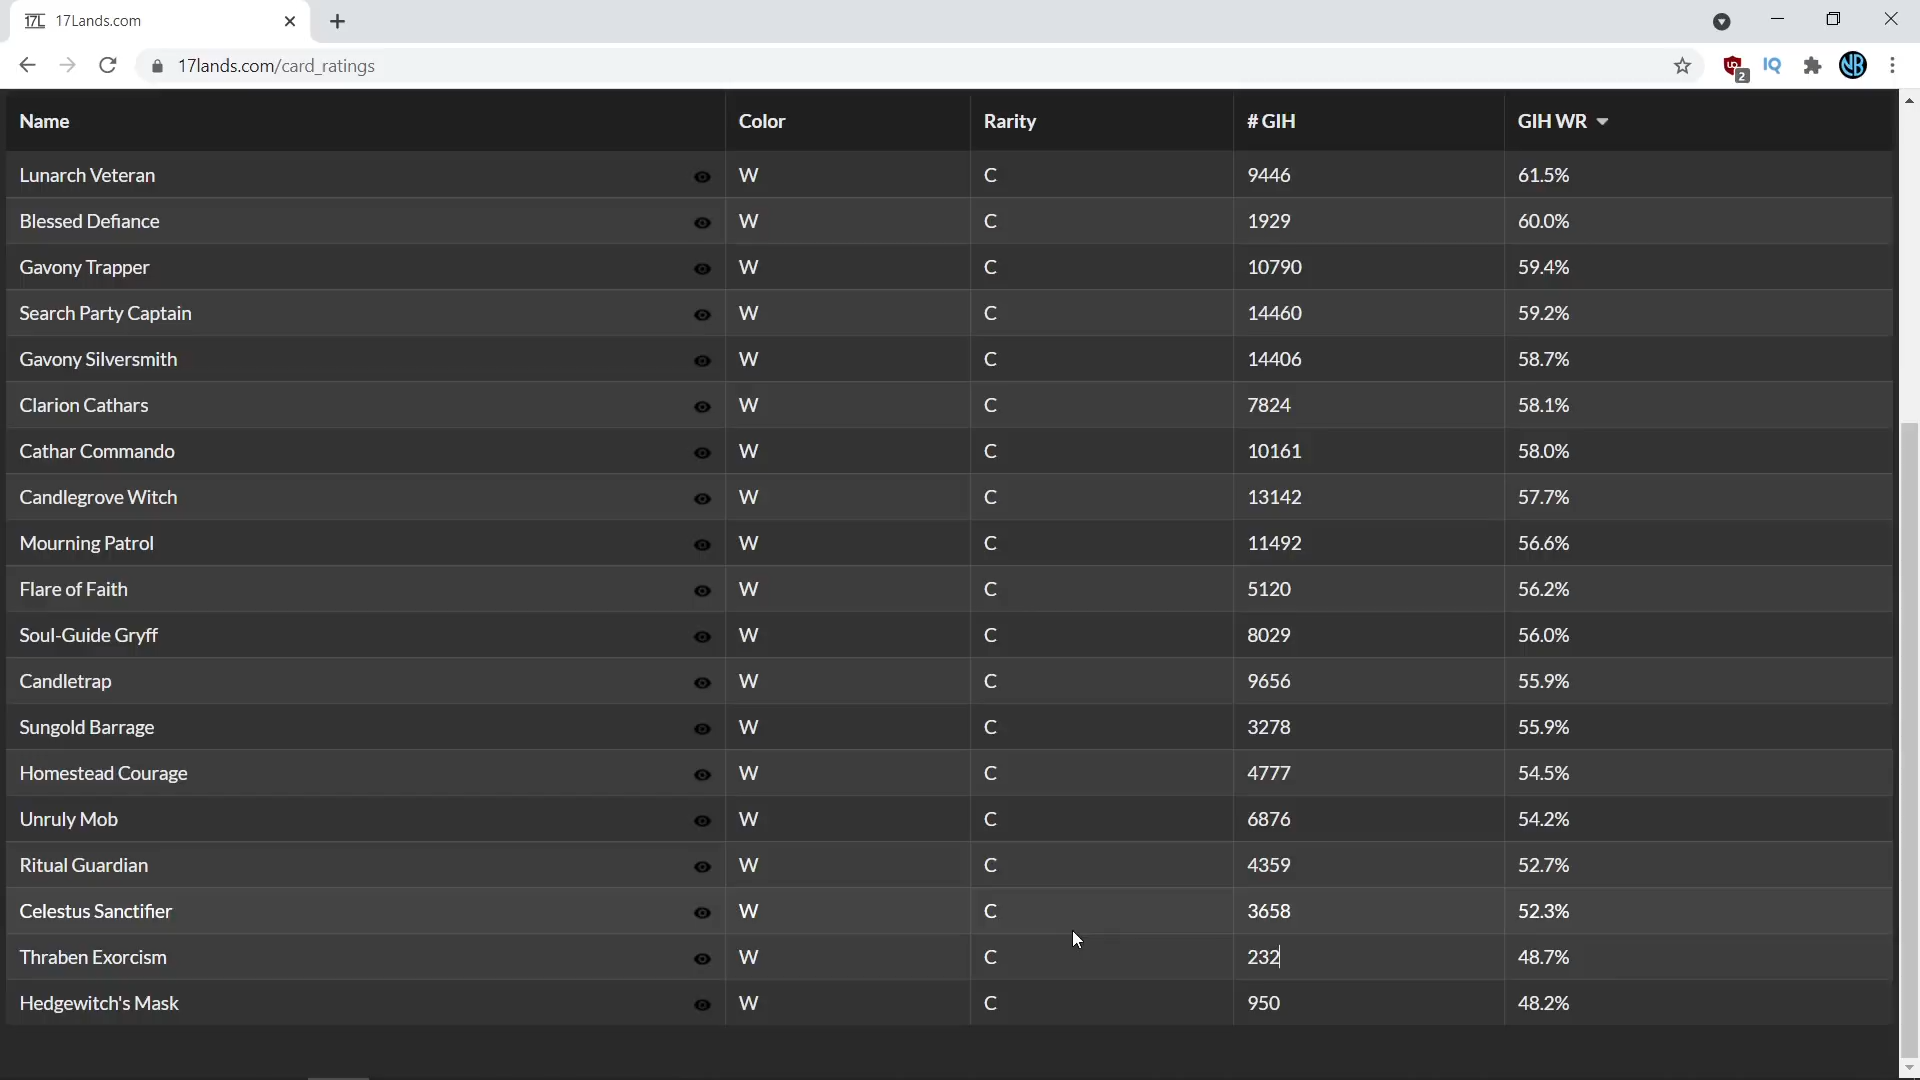 17L 17Lands.com
17lands.com/card_ratings 2 IQ NB
Name Color Rarity # GIH GIH WR
Lunarch Veteran W C 9446 61.5%
Blessed Defiance W C 1929 60.0%
Gavony Trapper W C 10790 59.4%
Search Party Captain W C 14460 59.2%
Gavony Silversmith W C 14406 58.7%
Clarion Cathars W C 7824 58.1%
Cathar Commando W C 10161 58.0%
Candlegrove Witch W C 13142 57.7%
Mourning Patrol W C 11492 56.6%
Flare of Faith W C 5120 56.2%
Soul-Guide Gryff W C 8029 56.0%
Candletrap W C 9656 55.9%
Sungold Barrage W C 3278 55.9%
Homestead Courage W C 4777 54.5%
Unruly Mob W C 6876 54.2%
Ritual Guardian W C 4359 52.7%
Celestus Sanctifier W C 3658 52.3%
Thraben Exorcism W C 232 48.7%
Hedgewitch's Mask W C 950 48.2%